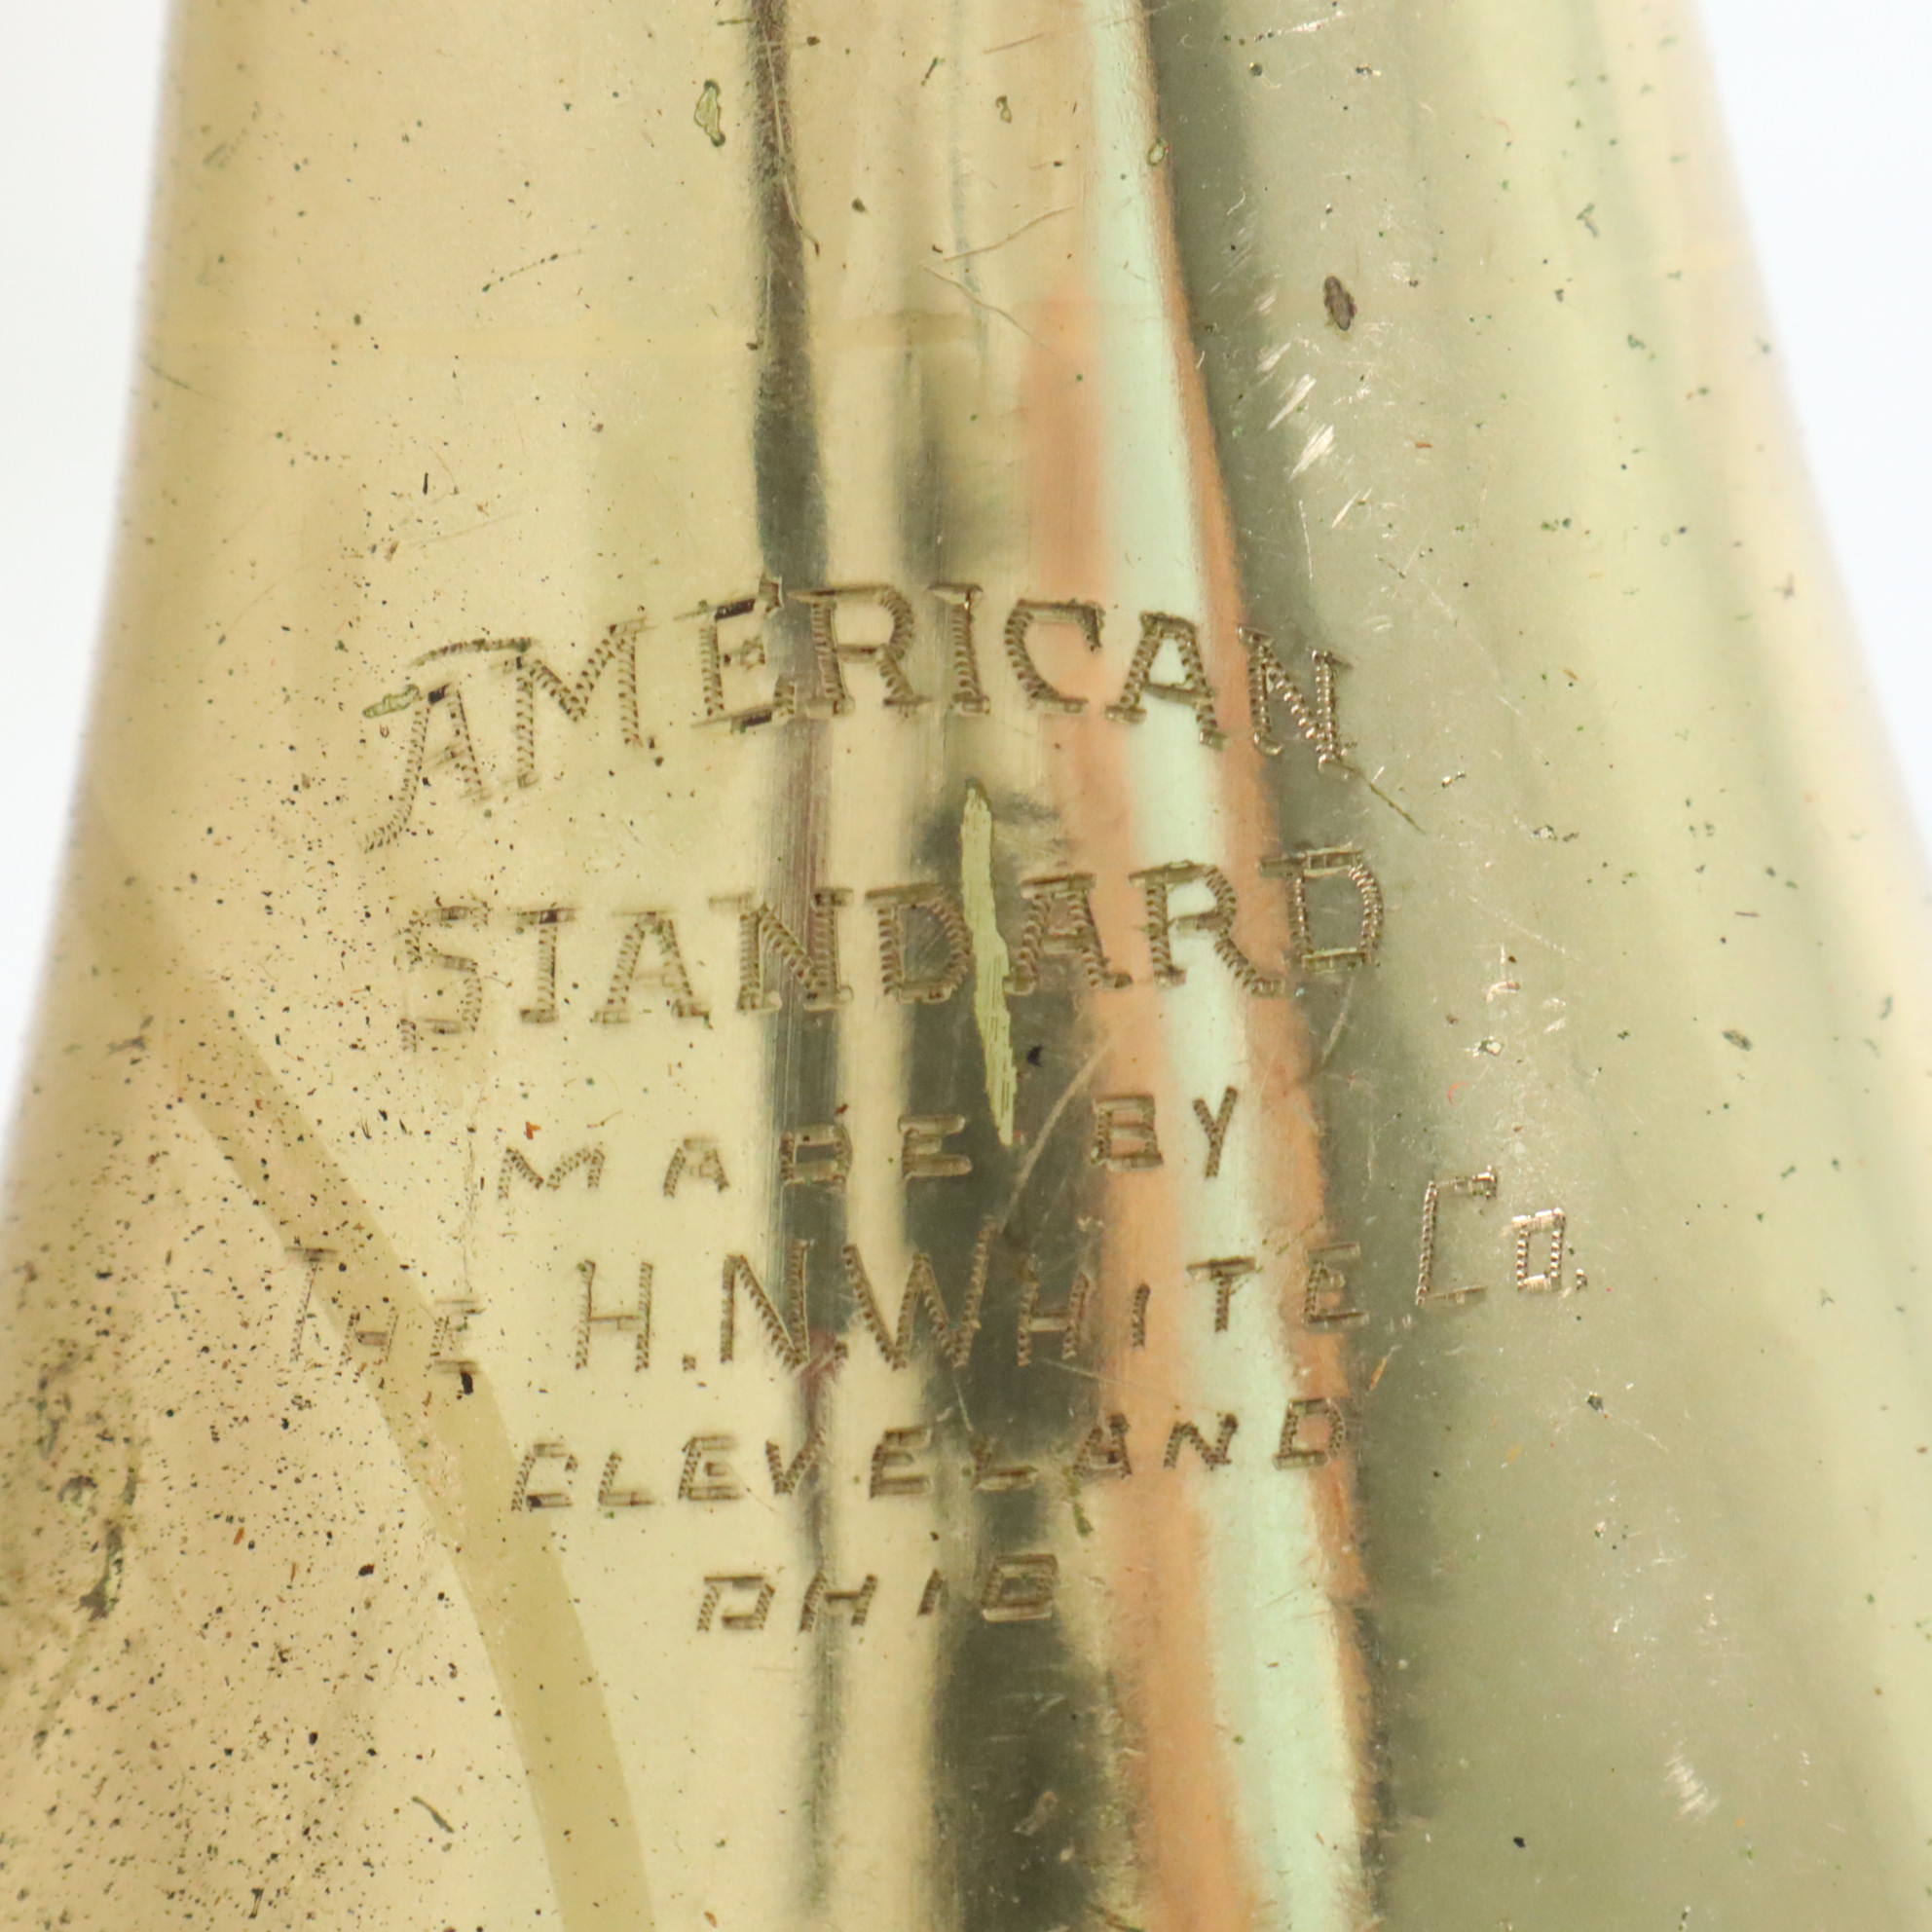 AMERICAN
STANDARD
MADE BY
THE H.N. WHITE Co.
CLEVELAND
OHIO